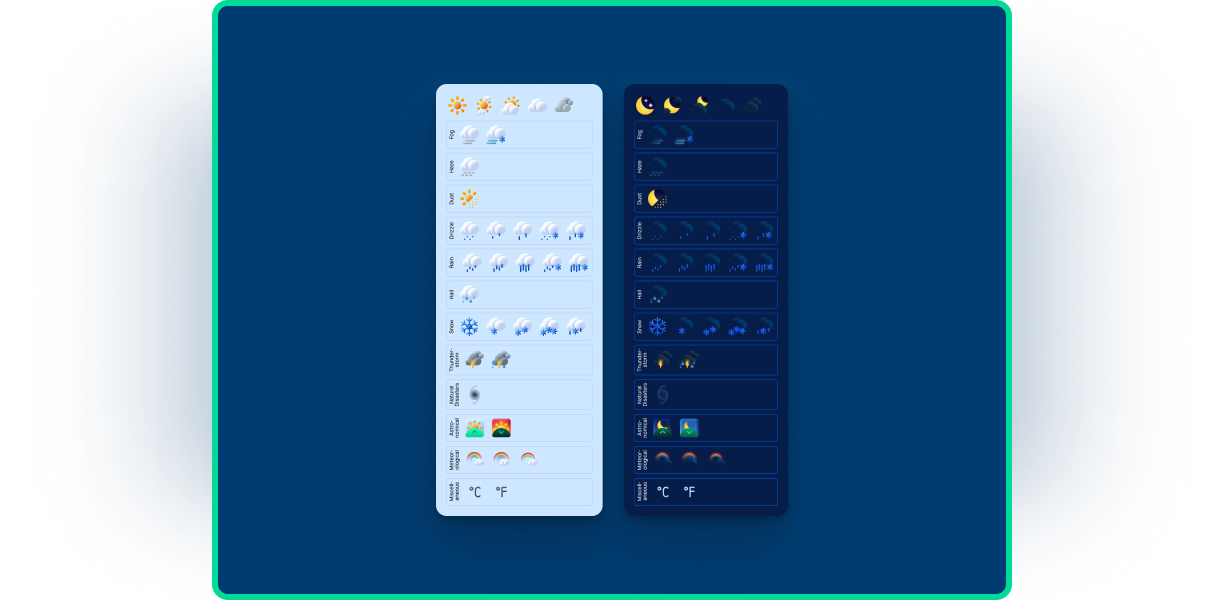 Fog
Haze
Dust
Drizzle
Rain
Hail
Snow
Thunder-
storm
Natural
Disasters
Astro-
nomical
Meteor-
ological
Miscell-
aneous
°C °F
Fog
Haze
Dust
Drizzle
Rain
Hail
Snow
Thunder-
storm
Natural
Disasters
Astro-
nomical
Meteor-
ological
Miscell-
aneous
°C °F